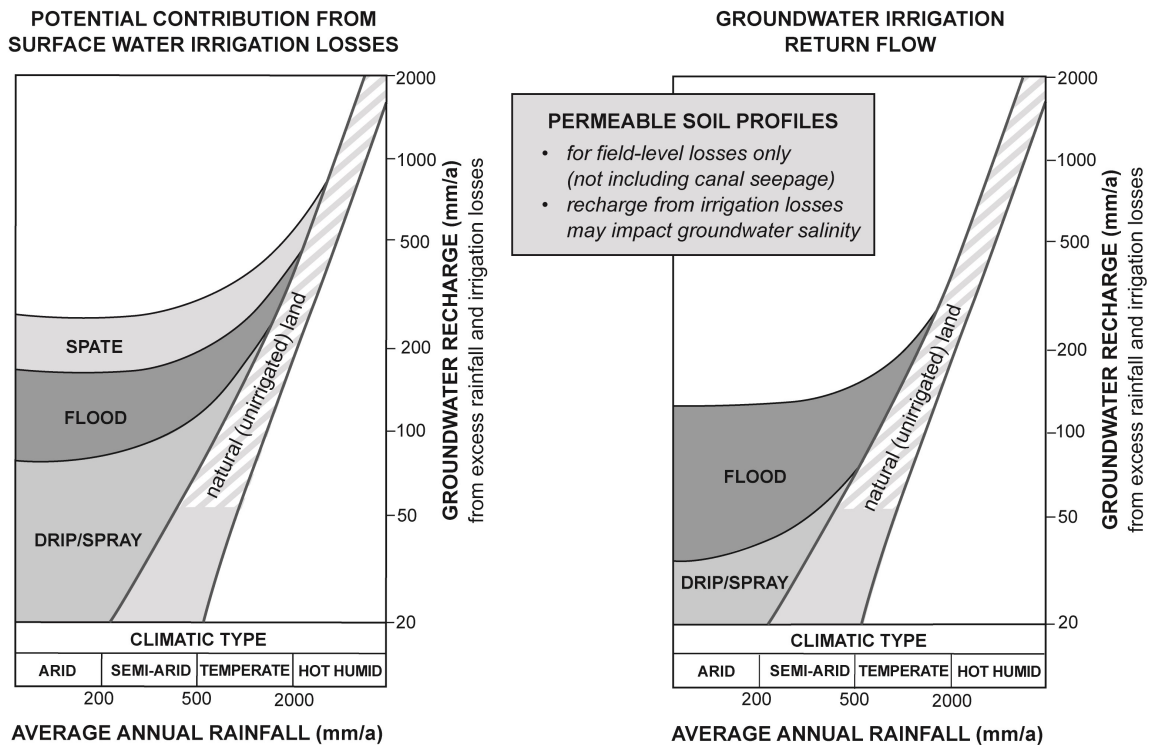 POTENTIAL CONTRIBUTION FROM
SURFACE WATER IRRIGATION LOSSES
2000
1000
500
200
100
50
20
GROUNDWATER RECHARGE (mm/a)
from excess rainfall and irrigation losses
SPATE
FLOOD
DRIP/SPRAY
natural (unirrigated) land
CLIMATIC TYPE
ARID
SEMI-ARID
TEMPERATE
HOT HUMID
200
500
2000
AVERAGE ANNUAL RAINFALL (mm/a)
GROUNDWATER IRRIGATION
RETURN FLOW
PERMEABLE SOIL PROFILES
• for field-level losses only
(not including canal seepage)
• recharge from irrigation losses
may impact groundwater salinity
2000
1000
500
200
100
50
20
GROUNDWATER RECHARGE (mm/a)
from excess rainfall and irrigation losses
FLOOD
DRIP/SPRAY
natural (unirrigated) land
CLIMATIC TYPE
ARID
SEMI-ARID
TEMPERATE
HOT HUMID
200
500
2000
AVERAGE ANNUAL RAINFALL (mm/a)